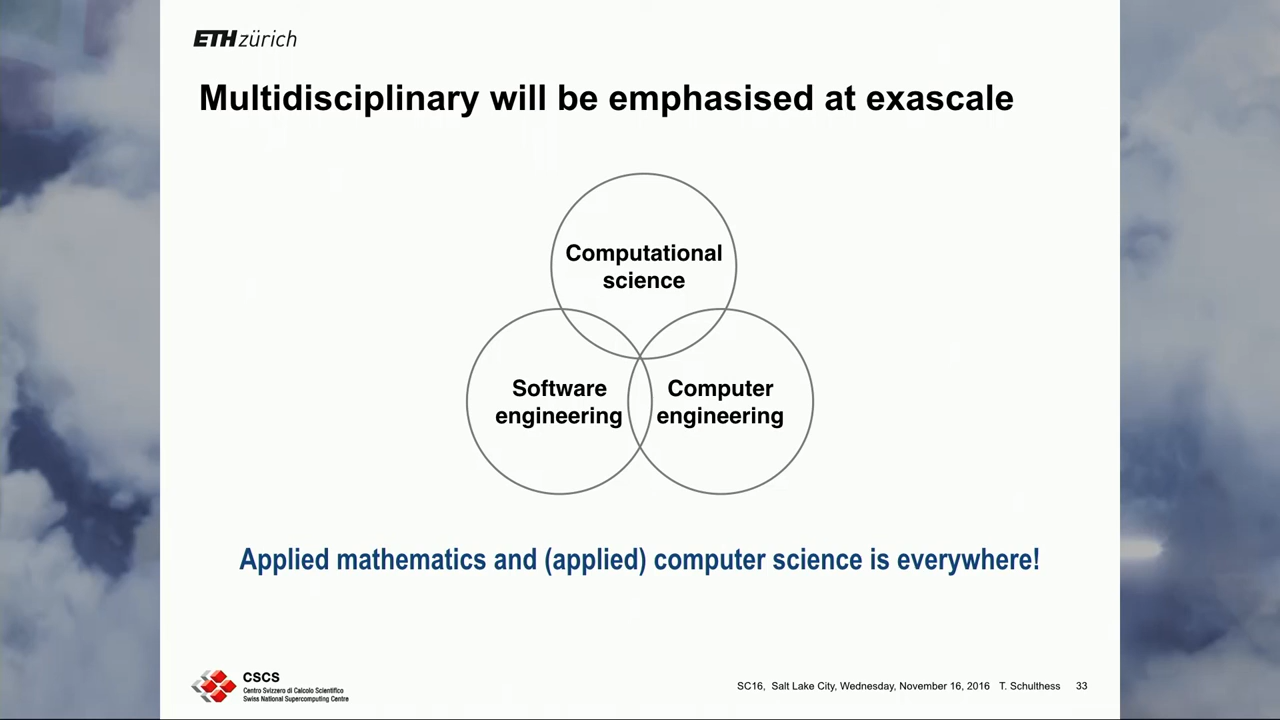 ETH zürich
Multidisciplinary will be emphasised at exascale
Computational
science
Software
engineering
Computer
engineering
Applied mathematics and (applied) computer science is everywhere!
CSCS
Centro Svizzero di Calcolo Scientifico
Swiss National Supercomputing Centre
SC16, Salt Lake City, Wednesday, November 16, 2016 T. Schulthess 33